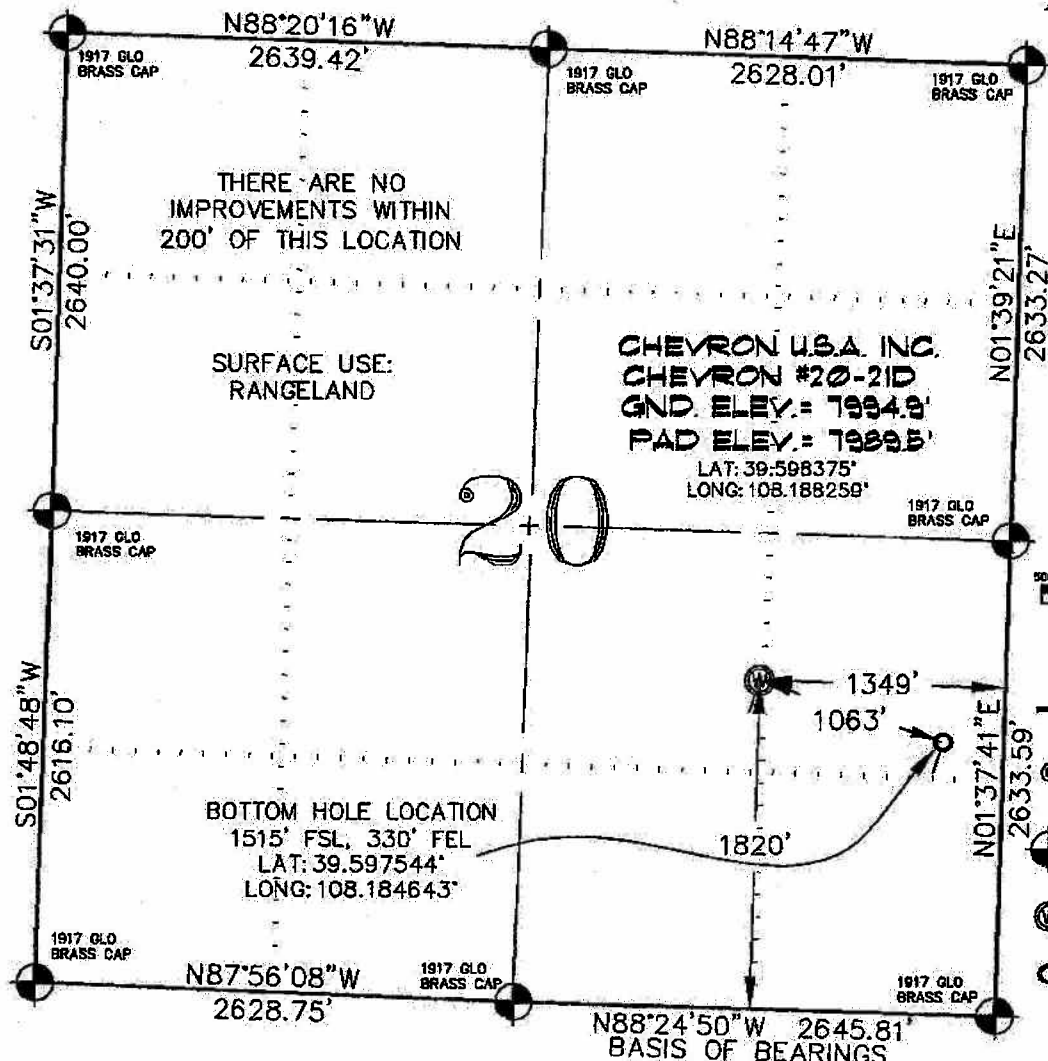 N88°20'16"W
2639.42'
N88°14'47"W
2628.01'
1917 GLO
BRASS CAP
1917 GLO
BRASS CAP
1917 GLO
BRASS CAP
THERE ARE NO
IMPROVEMENTS WITHIN
200' OF THIS LOCATION
S01°37'31"W
2640.00'
N01°39'21"E
2633.27'
SURFACE USE:
RANGELAND
CHEVRON U.S.A. INC.
CHEVRON #20-21D
GND. ELEV.= 7994.9'
PAD ELEV.= 7989.5'
LAT: 39.598375°
LONG: 108.188259°
20
1917 GLO
BRASS CAP
1917 GLO
BRASS CAP
W
1349'
1063'
S01°48'48"W
2616.10'
N01°37'41"E
2633.59'
BOTTOM HOLE LOCATION
1515' FSL, 330' FEL
LAT: 39.597544°
LONG: 108.184643°
1820'
1917 GLO
BRASS CAP
1917 GLO
BRASS CAP
1917 GLO
BRASS CAP
N87°56'08"W
2628.75'
N88°24'50"W 2645.81'
BASIS OF BEARINGS